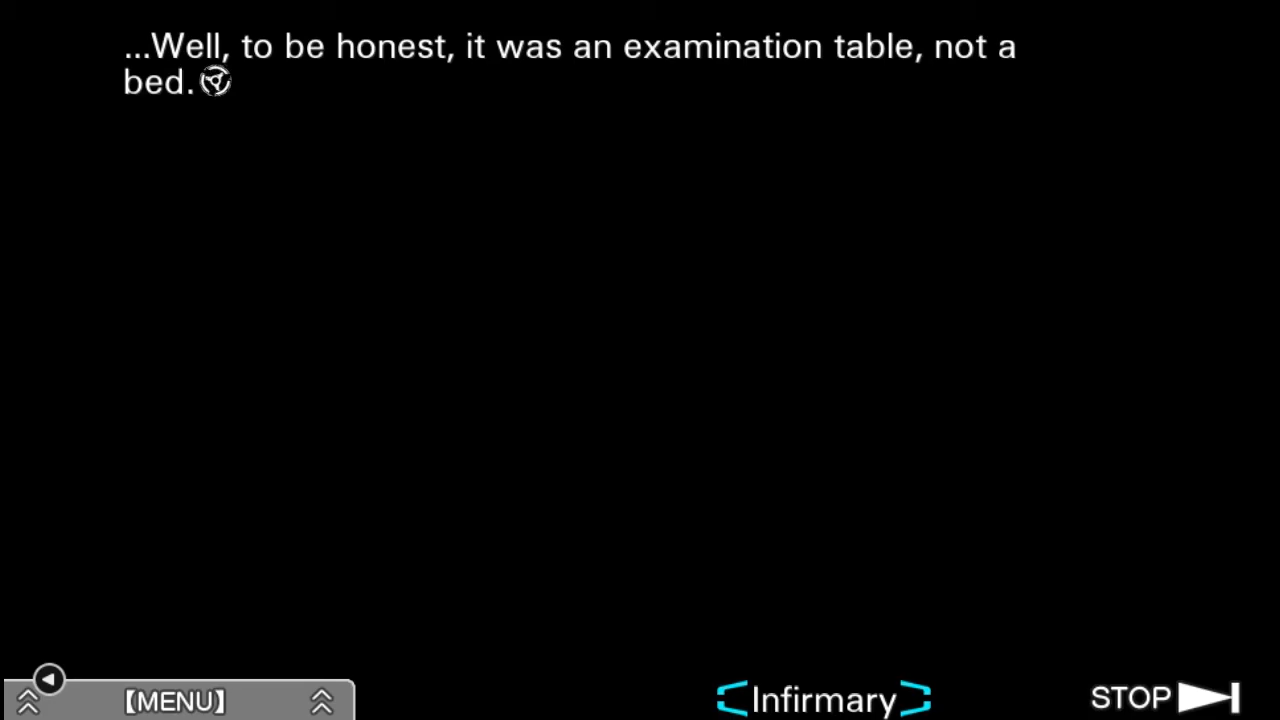 ...Well, to be honest, it was an examination table, not a
bed.
【MENU】
Infirmary
STOP